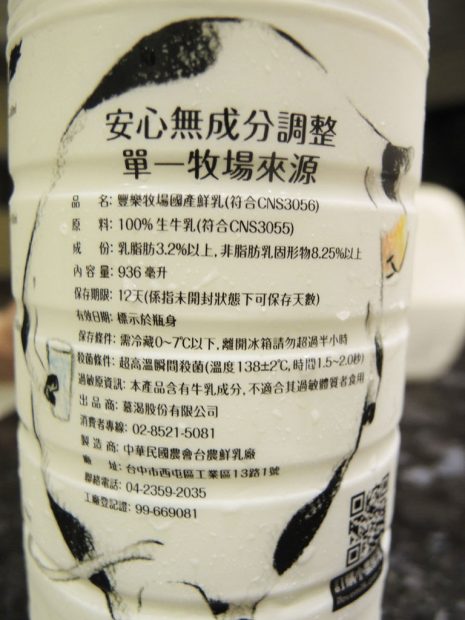 安心無成分調整
單一牧場來源
品名: 豐樂牧場國產鮮乳(符合CNS3056)
原料: 100% 生牛乳(符合CNS3055)
成份: 乳脂肪3.2%以上, 非脂肪乳固形物8.25%以上
內容量: 936 毫升
保存期限: 12天(係指未開封狀態下可保存天數)
有效日期: 標示於瓶身
保存條件: 需冷藏0~7℃以下, 離開冰箱請勿超過半小時
殺菌條件: 超高溫瞬間殺菌(溫度138±2℃, 時間1.5~2.0秒)
過敏原資訊: 本產品含有牛乳成分, 不適合其過敏體質者食用
出品商: 慕渴股份有限公司
消費者專線: 02-8521-5081
製造商: 中華民國農會台農鮮乳廠
廠址: 台中市西屯區工業區13路1號
聯絡電話: 04-2359-2035
工廠登記證: 99-669081